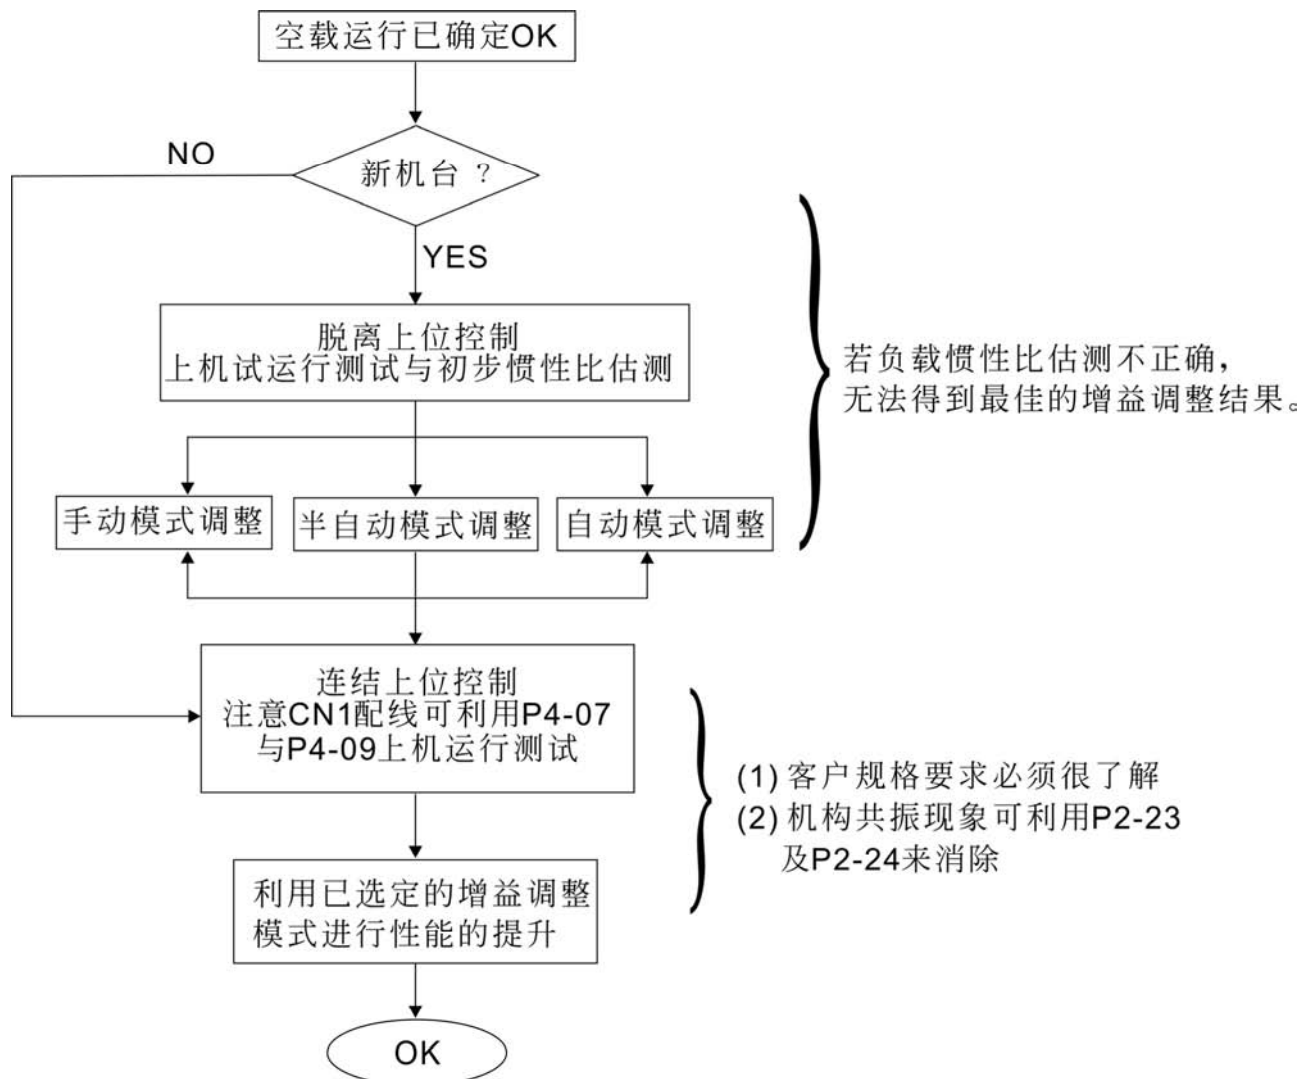 空载运行已确定OK
NO
新机台？
YES
脱离上位控制
上机试运行测试与初步惯性比估测
若负载惯性比估测不正确，
无法得到最佳的增益调整结果。
手动模式调整
半自动模式调整
自动模式调整
连结上位控制
注意CN1配线可利用P4-07
与P4-09上机运行测试
(1) 客户规格要求必须很了解
(2) 机构共振现象可利用P2-23
及P2-24来消除
利用已选定的增益调整
模式进行性能的提升
OK